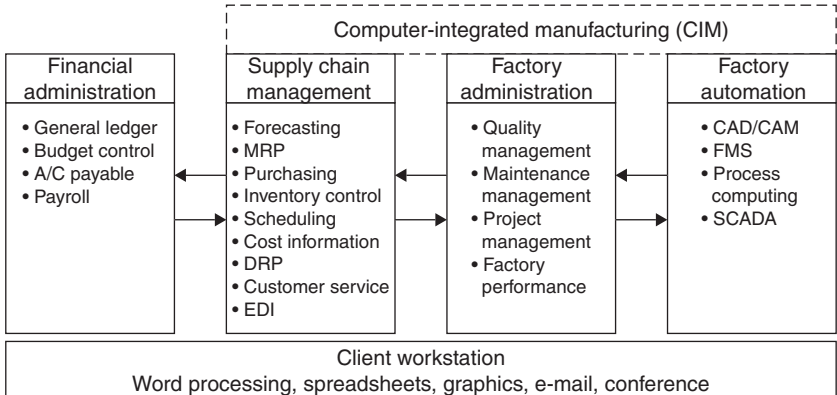 Computer-integrated manufacturing (CIM)
Financial
administration
• General ledger
• Budget control
• A/C payable
• Payroll
Supply chain
management
• Forecasting
• MRP
• Purchasing
• Inventory control
• Scheduling
• Cost information
• DRP
• Customer service
• EDI
Factory
administration
• Quality
management
• Maintenance
management
• Project
management
• Factory
performance
Factory
automation
• CAD/CAM
• FMS
• Process
computing
• SCADA
Client workstation
Word processing, spreadsheets, graphics, e-mail, conference